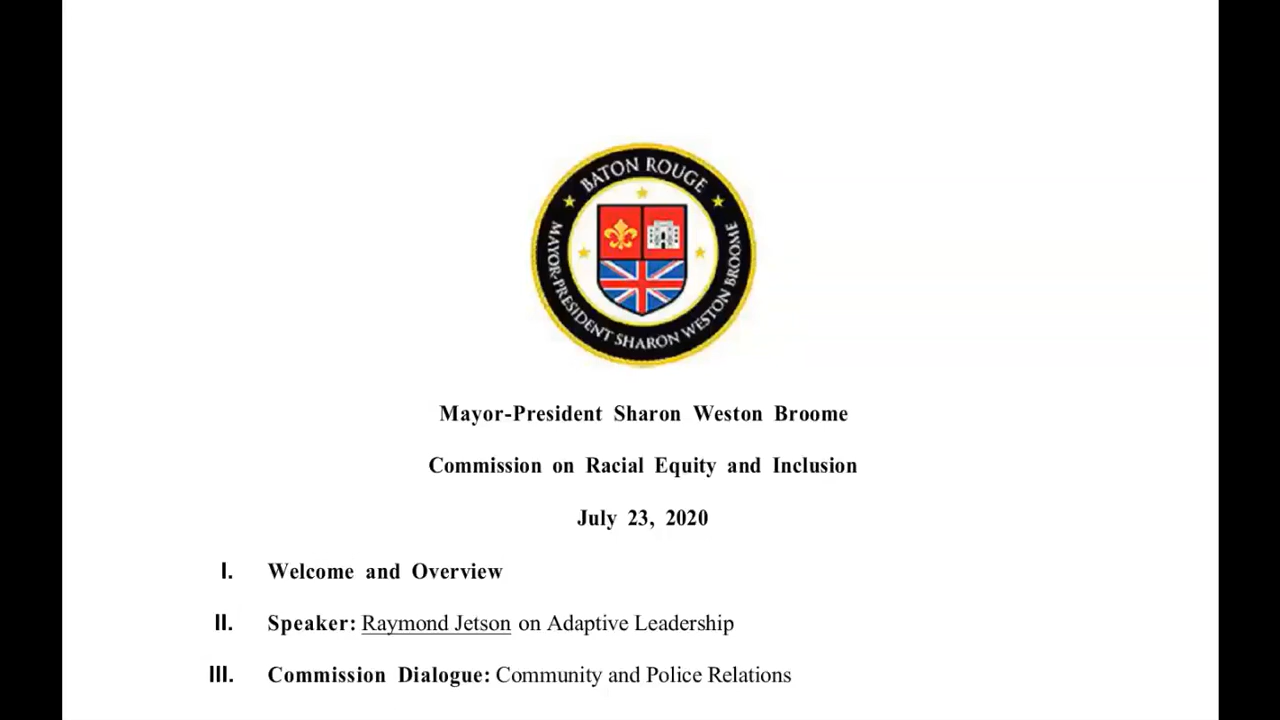 BATON ROUGE
MAYOR-PRESIDENT SHARON WESTON BROOME
Mayor-President Sharon Weston Broome
Commission on Racial Equity and Inclusion
July 23, 2020
I. Welcome and Overview
II. Speaker: Raymond Jetson on Adaptive Leadership
III. Commission Dialogue: Community and Police Relations